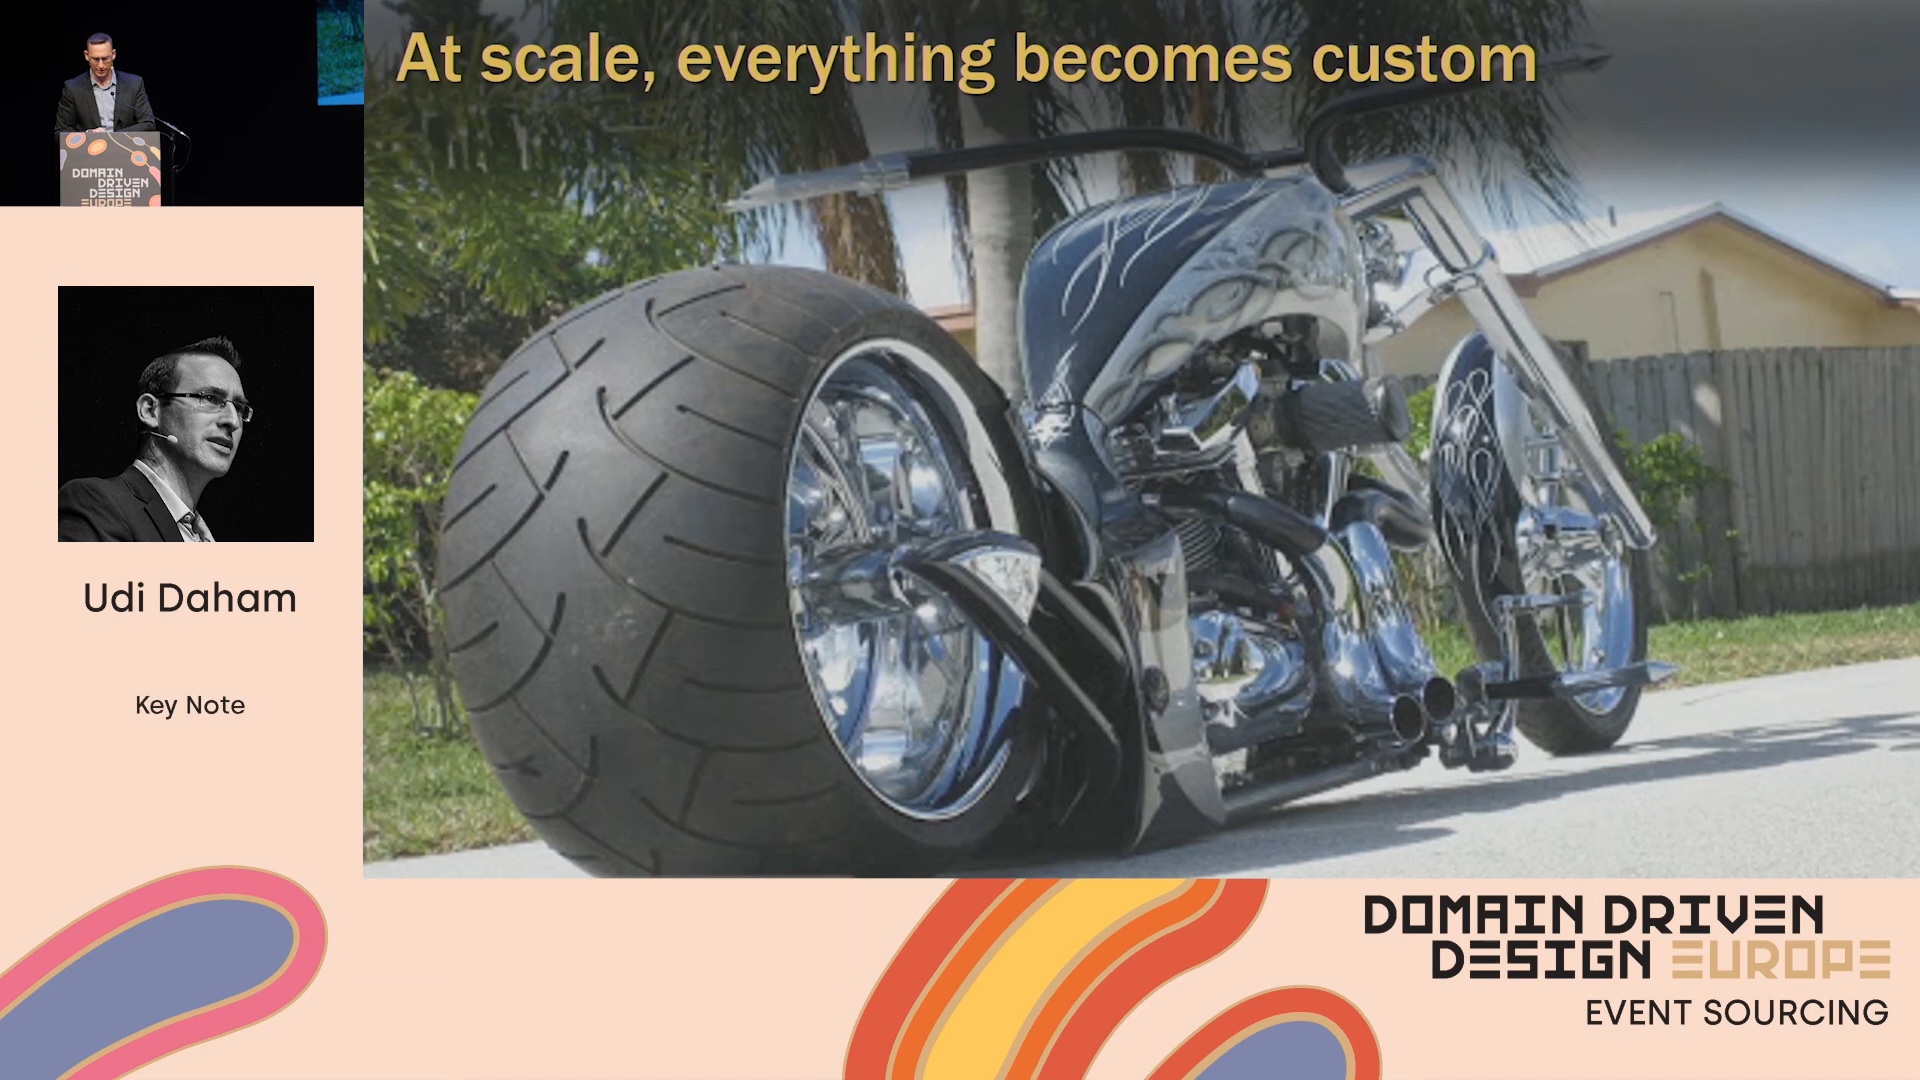 At scale, everything becomes custom
DOMAIN
DRIVEN
DESIGN
EUROPE
Udi Daham
Key Note
DOMAIN DRIVEN
DESIGN EUROPE
EVENT SOURCING